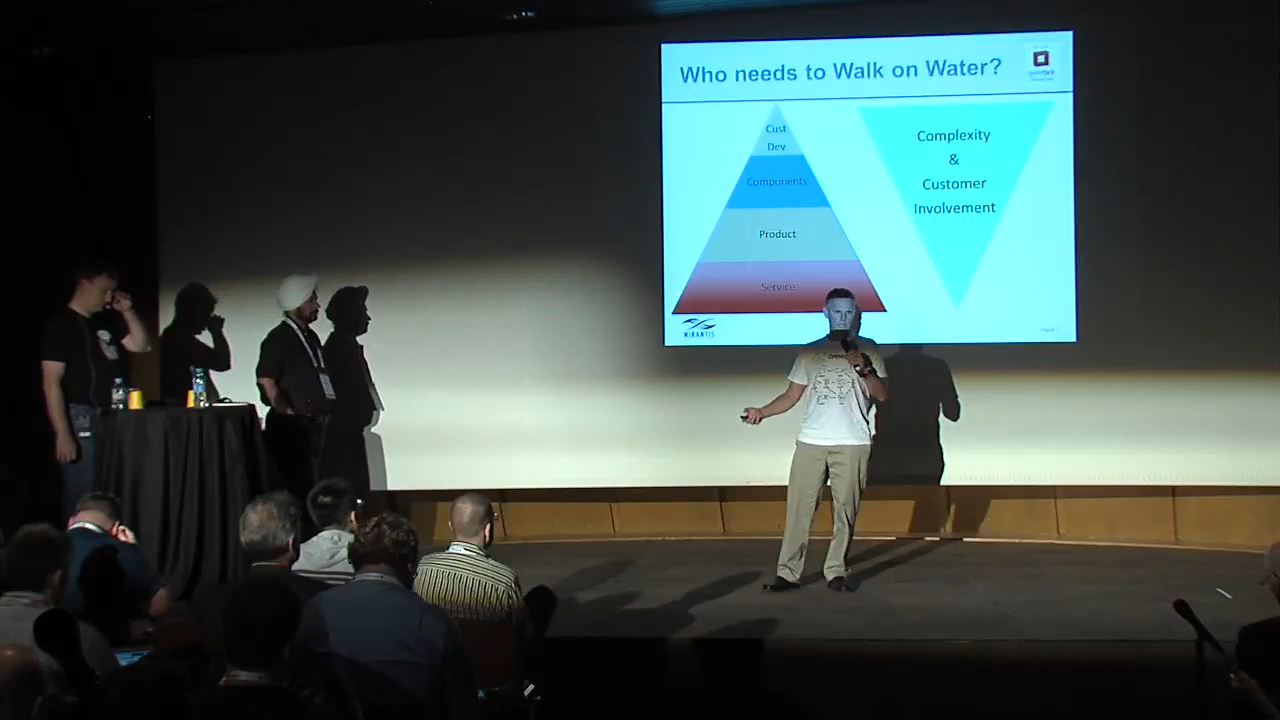 Who needs to Walk on Water?
Cust
Dev
Components
Product
Services
Complexity
&
Customer
Involvement
MIRANTIS